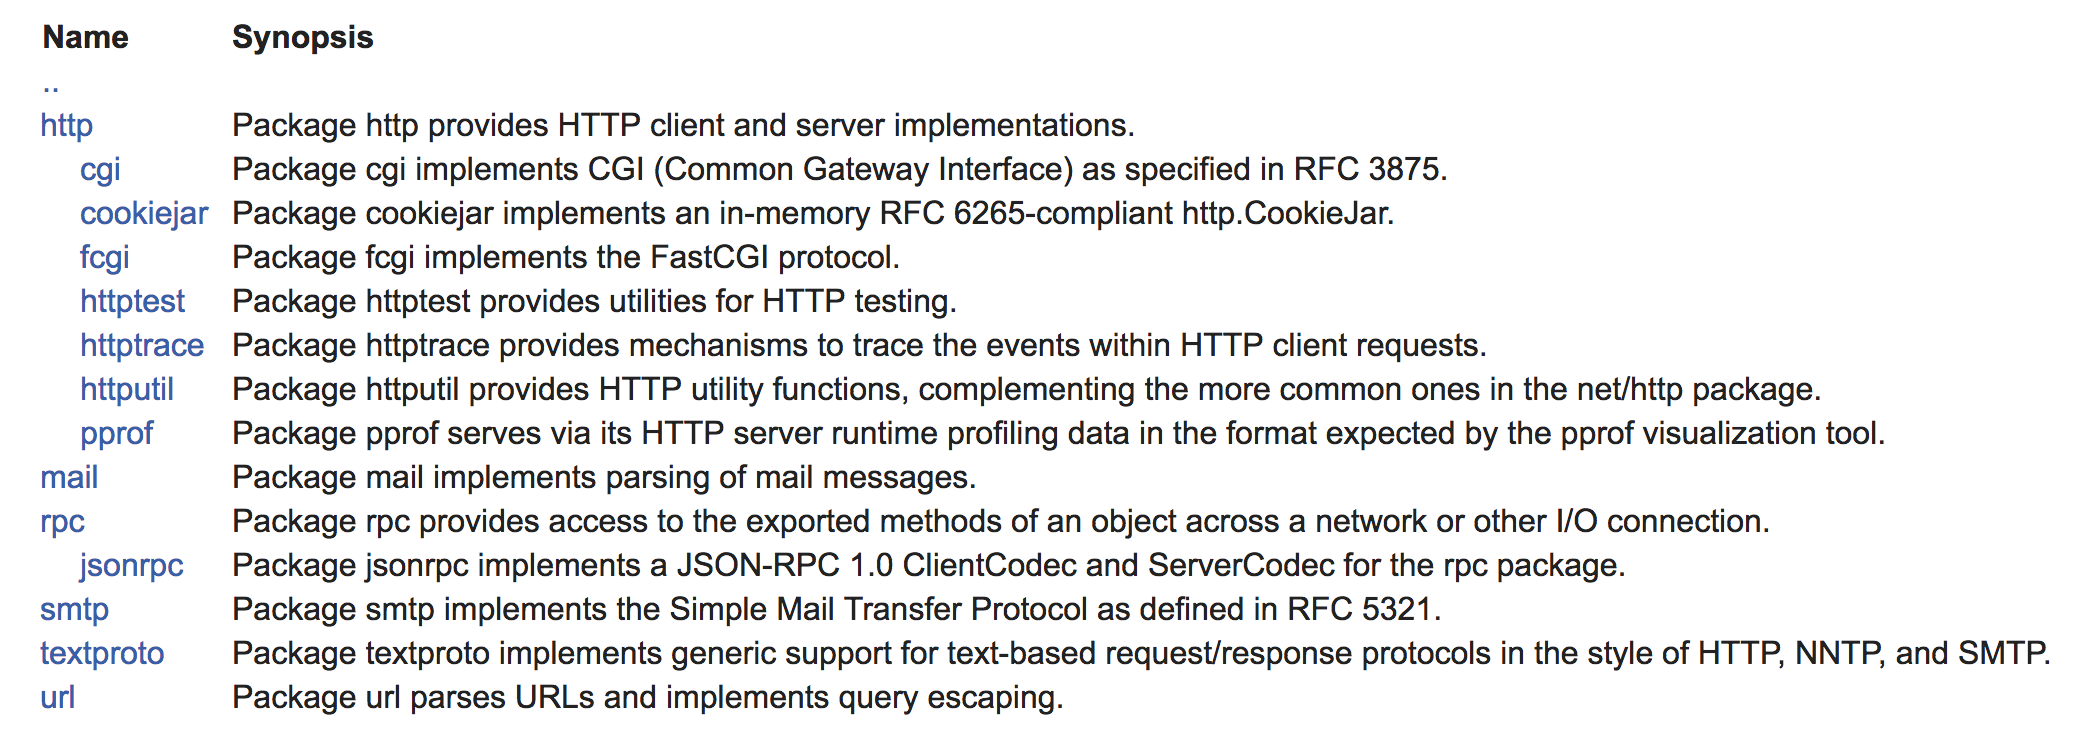 Name Synopsis
..
http Package http provides HTTP client and server implementations.
cgi Package cgi implements CGI (Common Gateway Interface) as specified in RFC 3875.
cookiejar Package cookiejar implements an in-memory RFC 6265-compliant http.CookieJar.
fcgi Package fcgi implements the FastCGI protocol.
httptest Package httptest provides utilities for HTTP testing.
httptrace Package httptrace provides mechanisms to trace the events within HTTP client requests.
httputil Package httputil provides HTTP utility functions, complementing the more common ones in the net/http package.
pprof Package pprof serves via its HTTP server runtime profiling data in the format expected by the pprof visualization tool.
mail Package mail implements parsing of mail messages.
rpc Package rpc provides access to the exported methods of an object across a network or other I/O connection.
jsonrpc Package jsonrpc implements a JSON-RPC 1.0 ClientCodec and ServerCodec for the rpc package.
smtp Package smtp implements the Simple Mail Transfer Protocol as defined in RFC 5321.
textproto Package textproto implements generic support for text-based request/response protocols in the style of HTTP, NNTP, and SMTP.
url Package url parses URLs and implements query escaping.